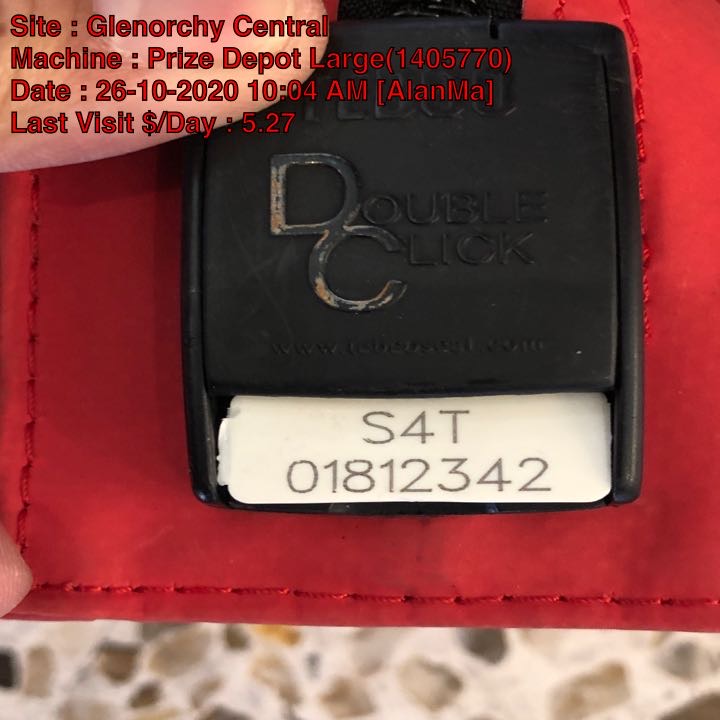 Site : Glenorchy Central
Machine : Prize Depot Large(1405770)
Date : 26-10-2020 10:04 AM [AlanMa]
Last Visit $/Day : 5.27
DOUBLE
CLICK
S4T
01812342